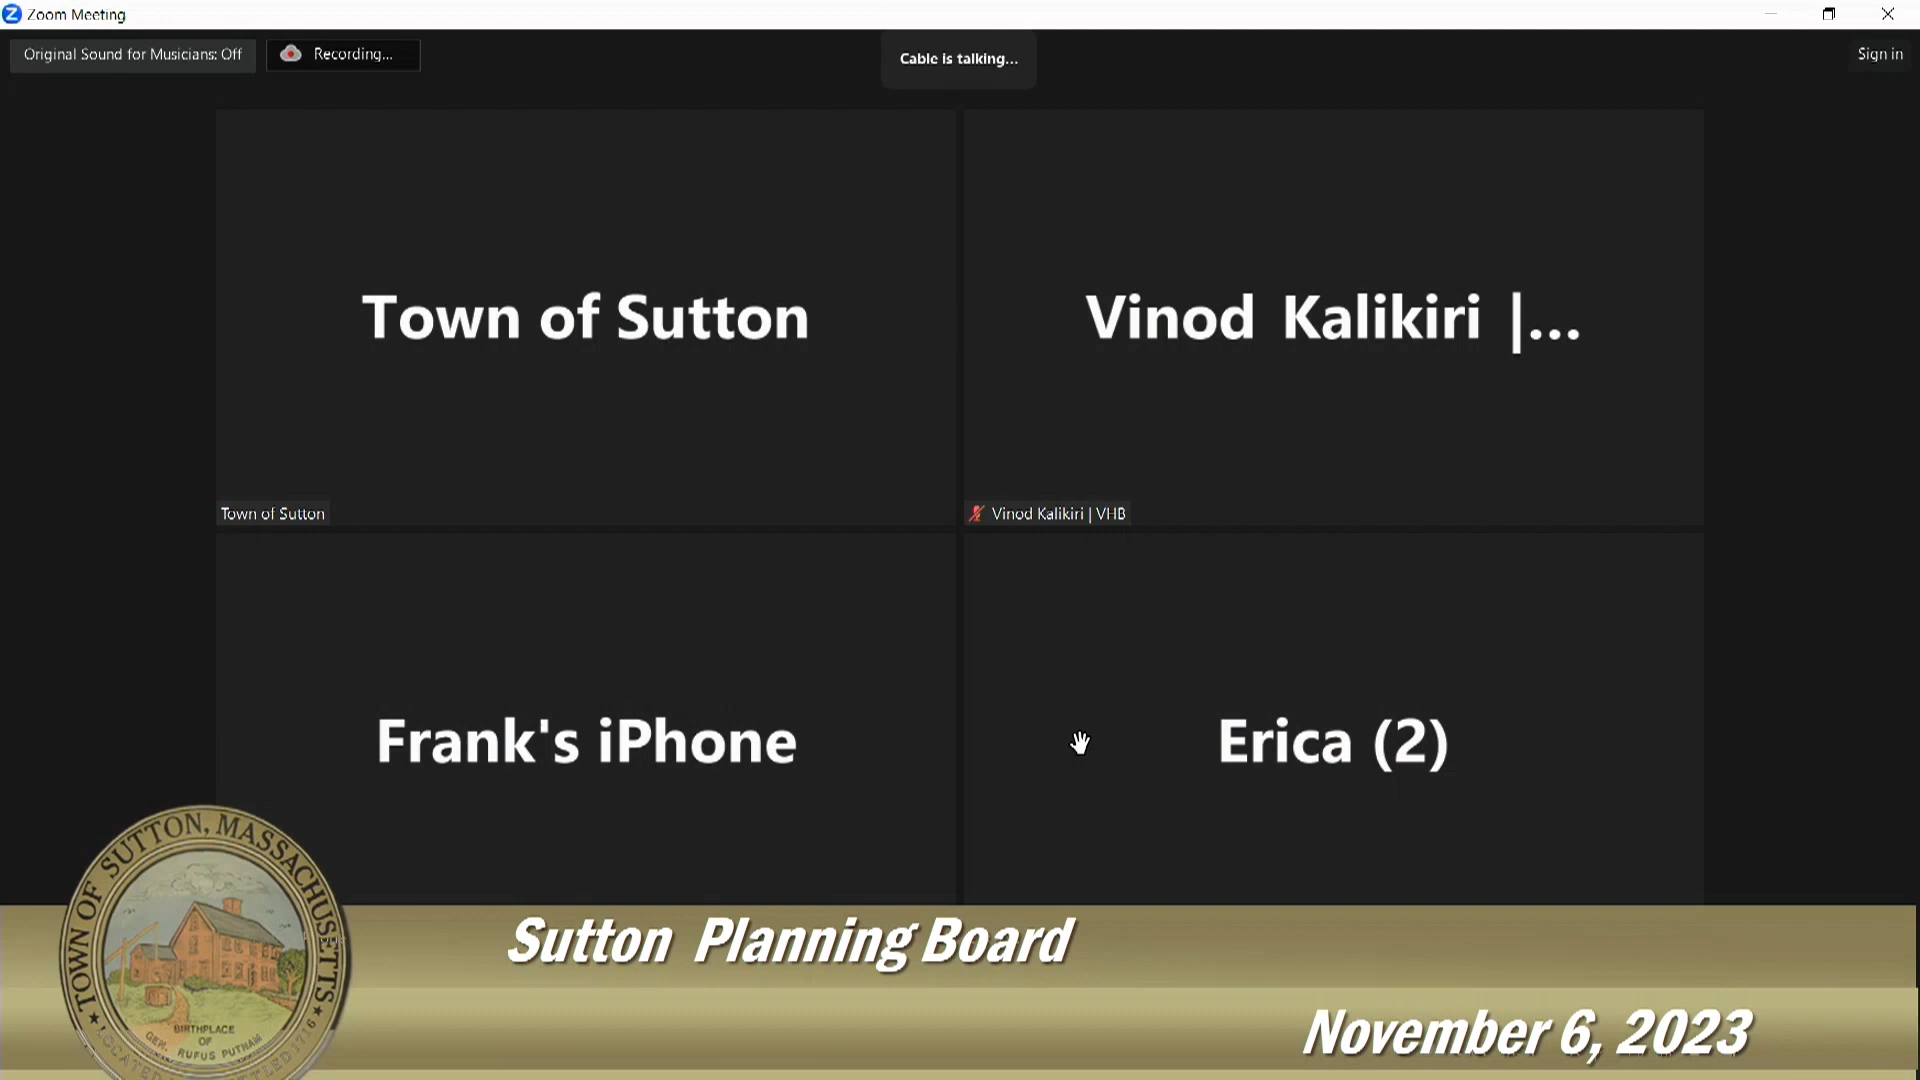 Zoom Meeting
Original Sound for Musicians: Off
Recording...
Cable is talking...
Sign in
Town of Sutton
Vinod Kalikiri |...
Town of Sutton
Vinod Kalikiri | VHB
Frank's iPhone
Erica (2)
TOWN OF SUTTON, MASSACHUSETTS
BIRTHPLACE
OF
GEN. RUFUS PUTNAM
Sutton Planning Board
November 6, 2023